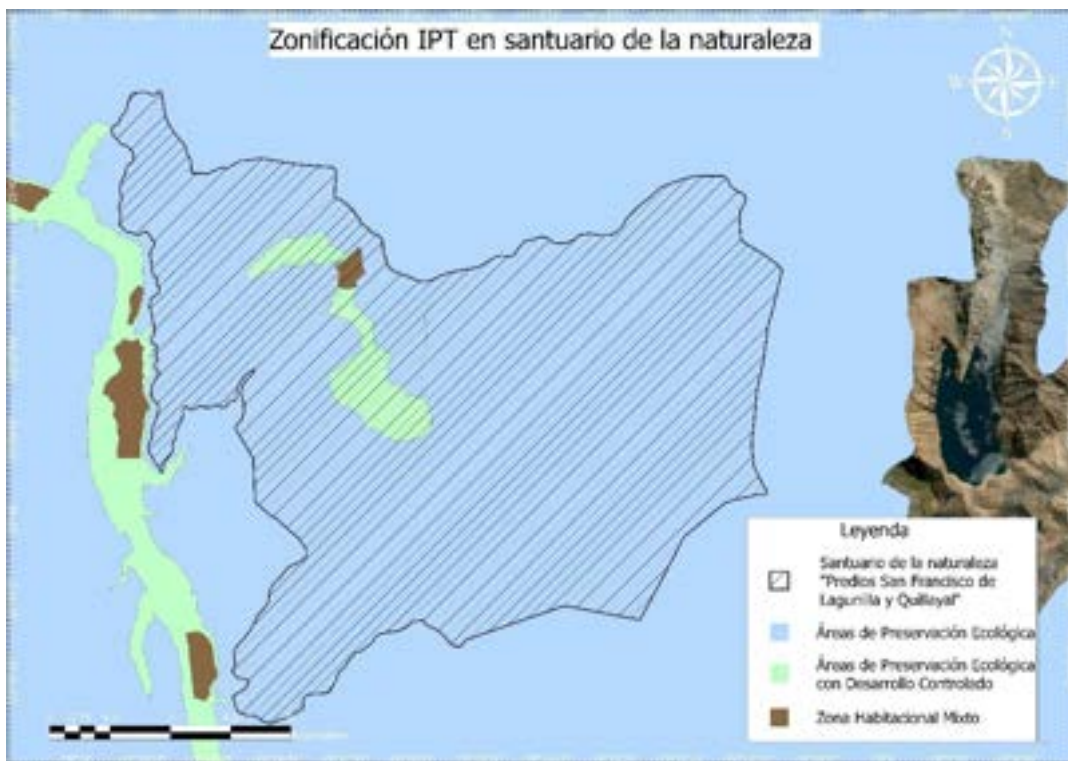 Zonificación IPT en santuario de la naturaleza
N
W
E
S
Leyenda
Santuario de la naturaleza
"Predios San Francisco de
Lagunilla y Quillayal"
Áreas de Preservación Ecológica
Áreas de Preservación Ecológica
con Desarrollo Controlado
Zona Habitacional Mixto